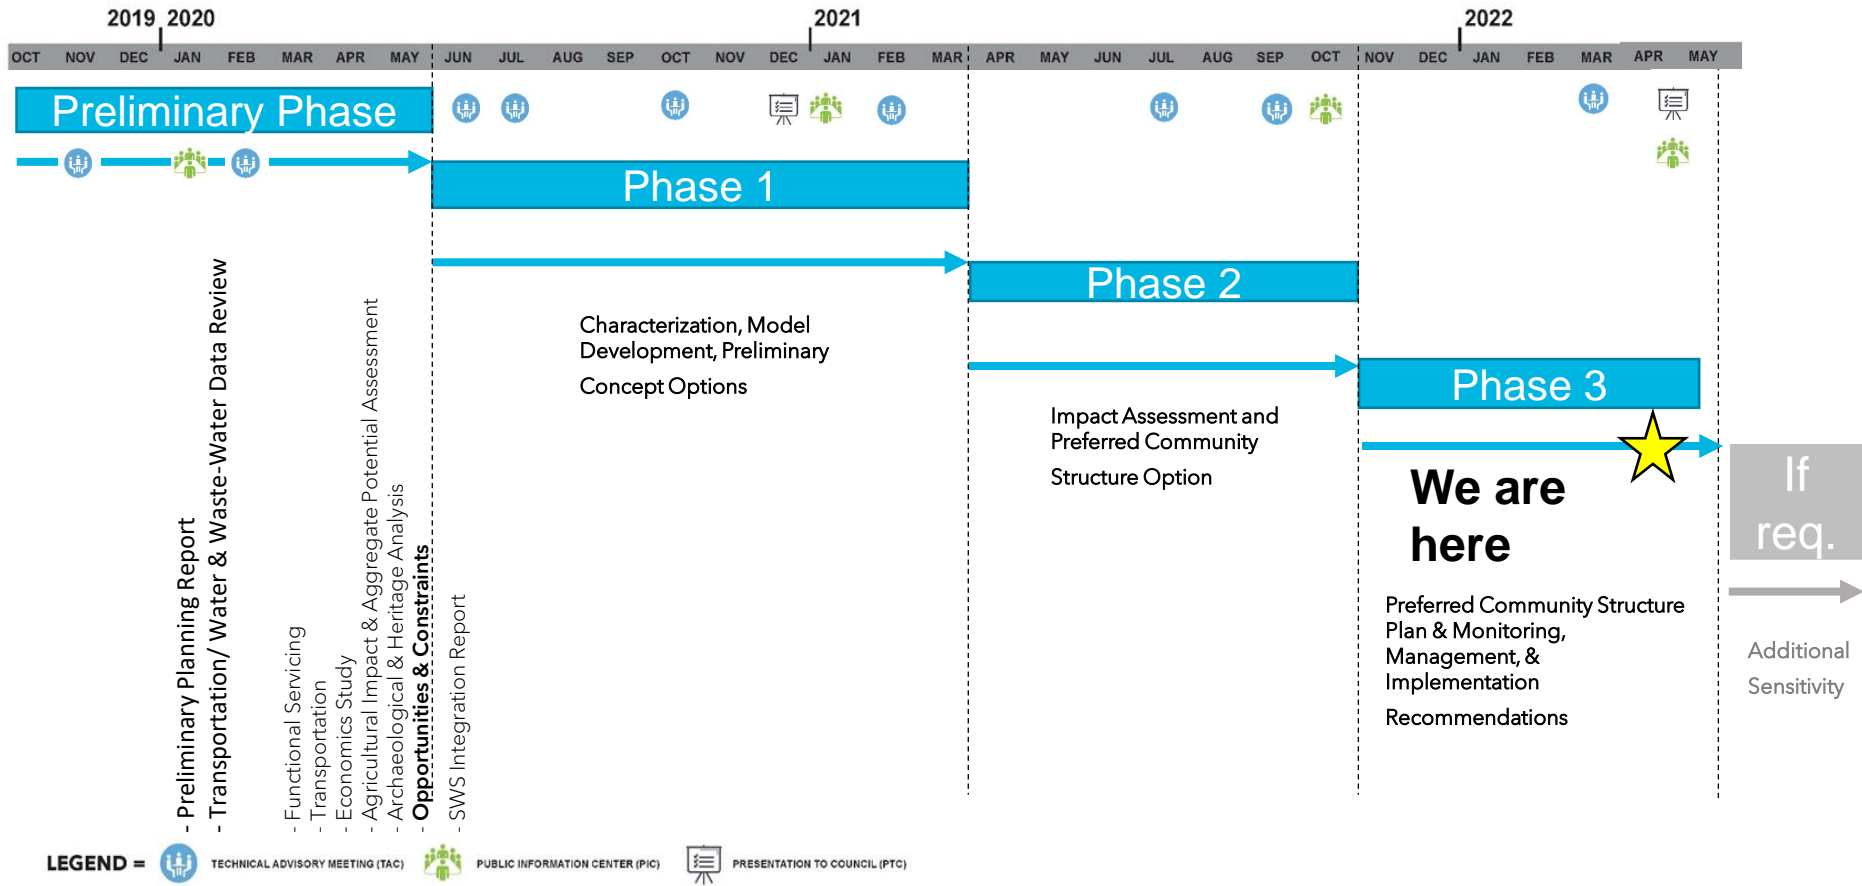 2019 2020 2021 2022
OCT NOV DEC JAN FEB MAR APR MAY JUN JUL AUG SEP OCT NOV DEC JAN FEB MAR APR MAY JUN JUL AUG SEP OCT NOV DEC JAN FEB MAR APR MAY
Preliminary Phase
Phase 1
Phase 2
Phase 3
- Preliminary Planning Report
- Transportation/ Water & Waste-Water Data Review
- Functional Servicing
- Transportation
- Economics Study
- Agricultural Impact & Aggregate Potential Assessment
- Archaeological & Heritage Analysis
- Opportunities & Constraints
- SWS Integration Report
Characterization, Model
Development, Preliminary
Concept Options
Impact Assessment and
Preferred Community
Structure Option
We are
here
Preferred Community Structure
Plan & Monitoring,
Management, &
Implementation
Recommendations
If
req.
Additional
Sensitivity
LEGEND = TECHNICAL ADVISORY MEETING (TAC) PUBLIC INFORMATION CENTER (PIC) PRESENTATION TO COUNCIL (PTC)